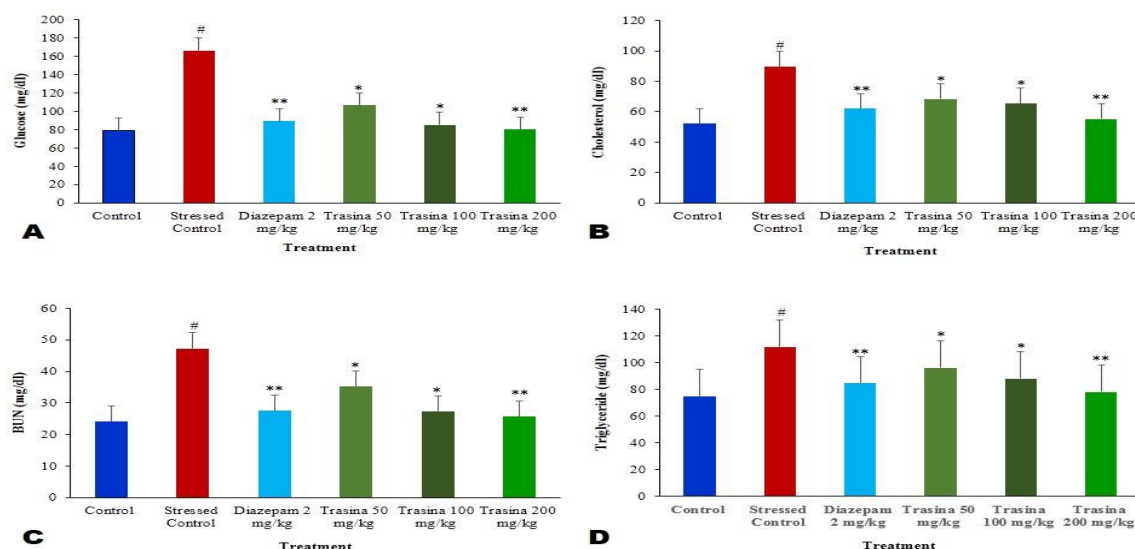 200
180
160
140
120
100
80
60
40
20
0
Glucose (mg/dl)
#
**
*
*
**
Control
Stressed
Control
Diazepam 2
mg/kg
Trasina 50
mg/kg
Trasina 100
mg/kg
Trasina 200
mg/kg
A
Treatment
120
100
80
60
40
20
0
Cholesterol (mg/dl)
#
**
*
*
**
Control
Stressed
Control
Diazepam 2
mg/kg
Trasina 50
mg/kg
Trasina 100
mg/kg
Trasina 200
mg/kg
B
Treatment
60
50
40
30
20
10
0
BUN (mg/dl)
#
**
*
*
**
Control
Stressed
Control
Diazepam 2
mg/kg
Trasina 50
mg/kg
Trasina 100
mg/kg
Trasina 200
mg/kg
C
Treatment
140
120
100
80
60
40
20
0
Triglyceride (mg/dl)
#
**
*
*
**
Control
Stressed
Control
Diazepam
2 mg/kg
Trasina 50
mg/kg
Trasina
100 mg/kg
Trasina
200 mg/kg
D
Treatment